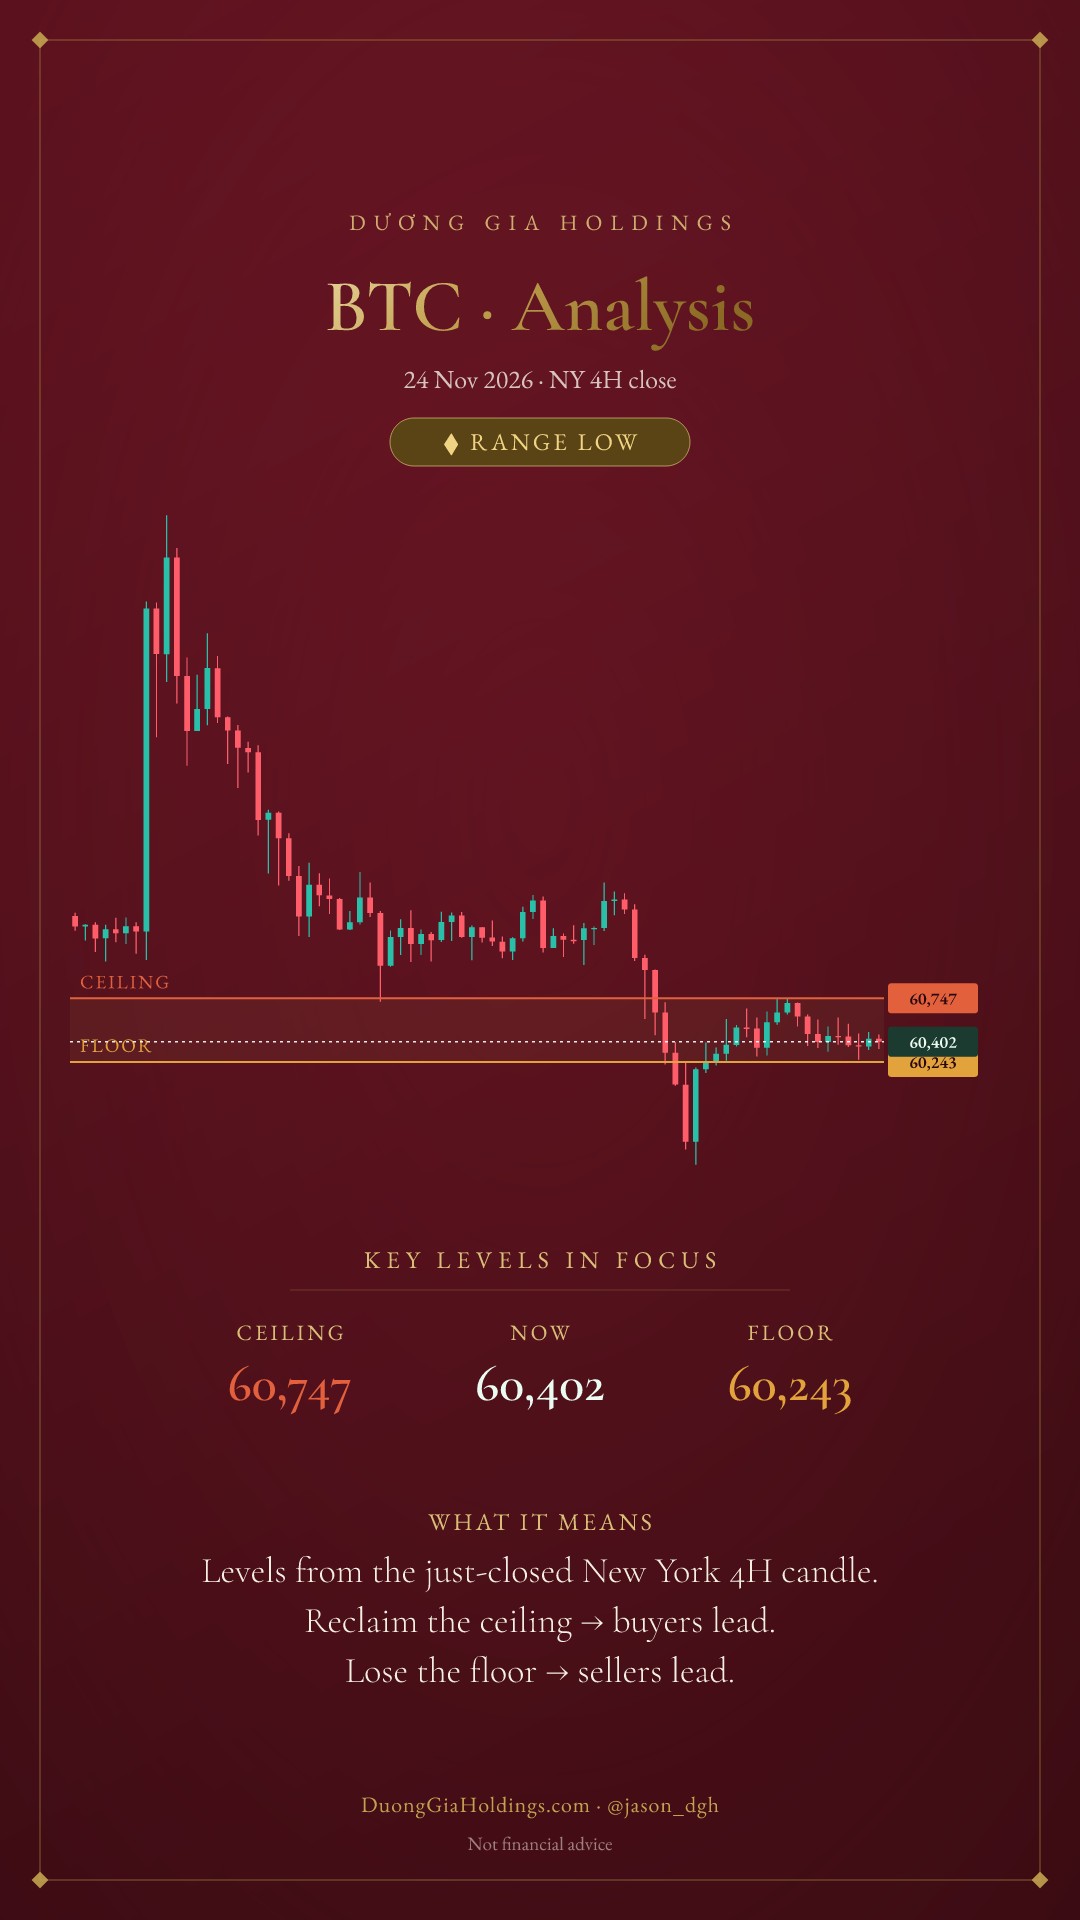 DƯƠNG GIA HOLDINGS
BTC · Analysis
24 Nov 2026 · NY 4H close
♦ RANGE LOW
CEILING
60,747
FLOOR
60,402
60,243
KEY LEVELS IN FOCUS
CEILING NOW FLOOR
60,747 60,402 60,243
WHAT IT MEANS
Levels from the just-closed New York 4H candle.
Reclaim the ceiling → buyers lead.
Lose the floor → sellers lead.
DuongGiaHoldings.com · @jason_dgh
Not financial advice